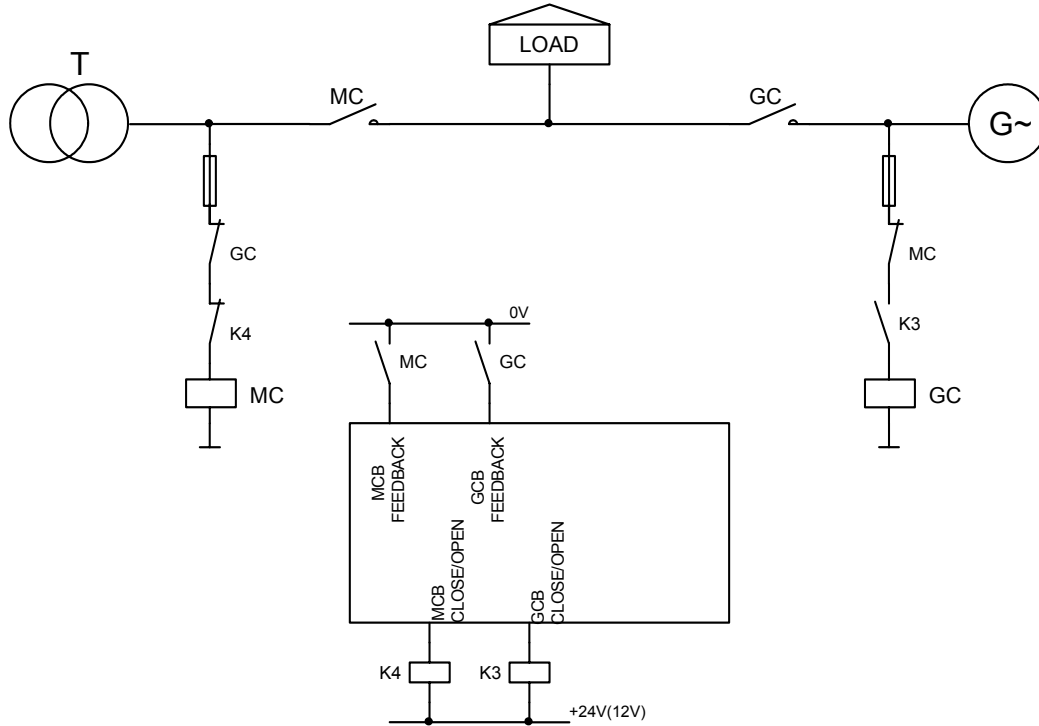 LOAD
T
MC
GC
G~
GC
MC
K4
K3
0V
MC
GC
MC
GC
MCB
FEEDBACK
GCB
FEEDBACK
MCB
CLOSE/OPEN
GCB
CLOSE/OPEN
K4
K3
+24V(12V)